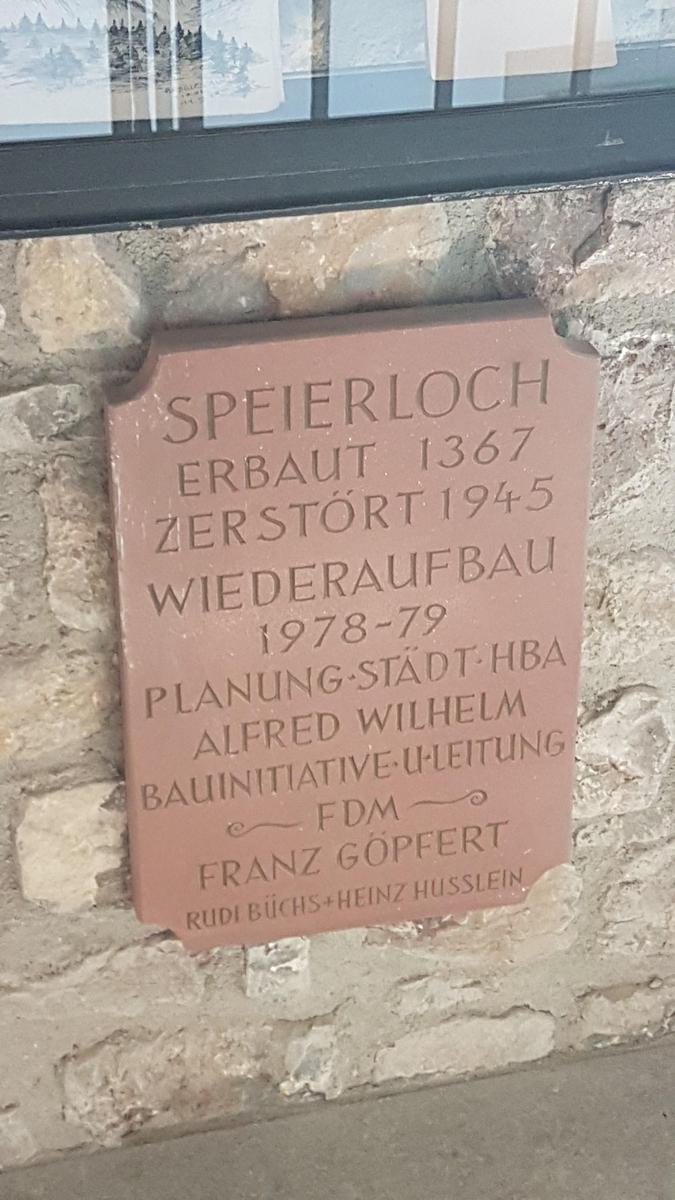 SPEIERLOCH
ERBAUT 1367
ZERSTÖRT 1945
WIEDERAUFBAU
1978-79
PLANUNG·STÄDT·HBA
ALFRED WILHELM
BAUINITIATIVE·U·LEITUNG
FDM
FRANZ GÖPFERT
RUDI BÜCHS+HEINZ HUSSLEIN